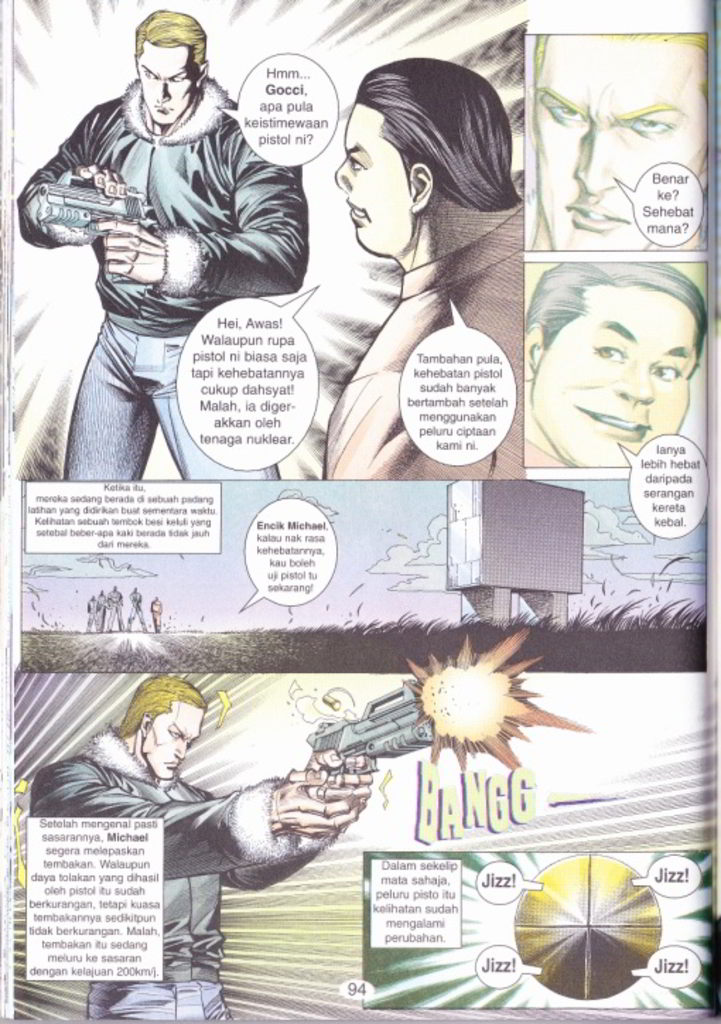 Hmm...
Gocci,
apa pula
keistimewaan
pistol ni?
Hei, Awas!
Walaupun rupa
pistol ni biasa saja
tapi kehebatannya
cukup dahsyat!
Malah, ia diger-
akkan oleh
tenaga nuklear.
Tambahan pula,
kehebatan pistol
sudah banyak
bertambah setelah
menggunakan
peluru ciptaan
kami ni.
Benar
ke?
Sehebat
mana?
Ianya
lebih hebat
daripada
serangan
kereta
kebal.
Ketika itu,
mereka sedang berada di sebuah padang
latihan yang didirikan buat sementara waktu.
Kelihatan sebuah tembok besi keluli yang
setebal beber-apa kaki berada tidak jauh
dari mereka.
Encik Michael,
kalau nak rasa
kehebatannya,
kau boleh
uji pistol tu
sekarang!
BANGG
Setelah mengenal pasti
sasarannya, Michael
segera melepaskan
tembakan. Walaupun
daya tolakan yang dihasil
oleh pistol itu sudah
berkurangan, tetapi kuasa
tembakannya sedikitpun
tidak berkurangan. Malah,
tembakan itu sedang
meluru ke sasaran
dengan kelajuan 200km/j.
Dalam sekelip
mata sahaja,
peluru pisto itu
kelihatan sudah
mengalami
perubahan.
Jizz!
Jizz!
Jizz!
Jizz!
94